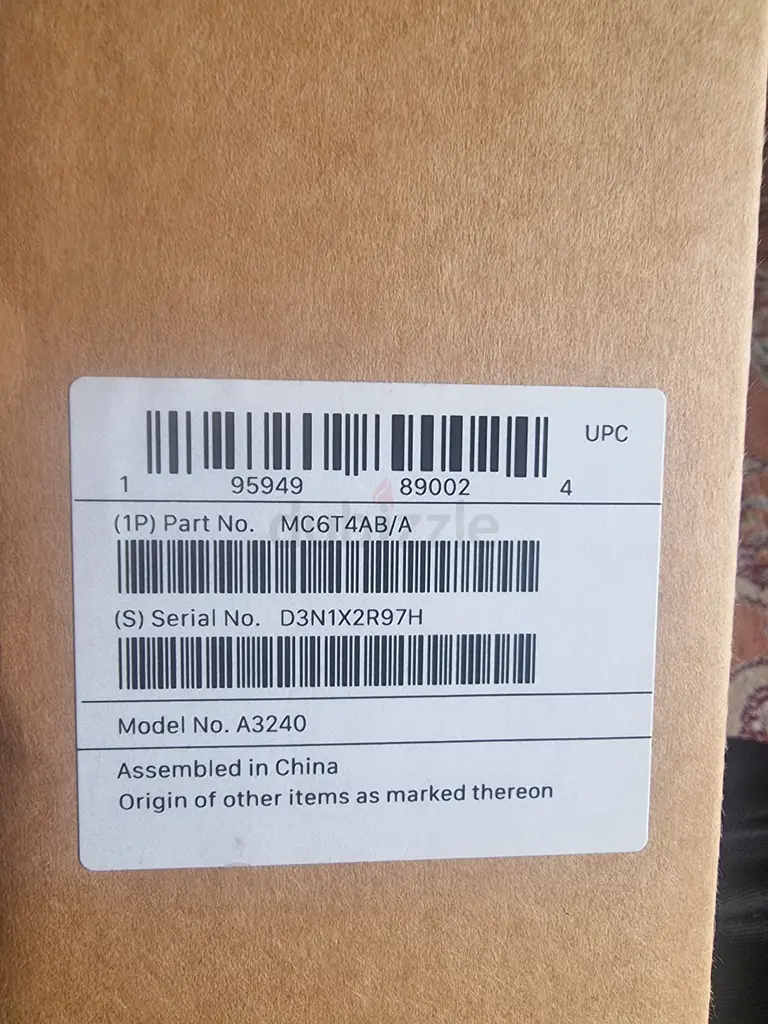 UPC
1 95949 89002 4
(1P) Part No. MC6T4AB/A
(S) Serial No. D3N1X2R97H
Model No. A3240
Assembled in China
Origin of other items as marked thereon
dubizzle